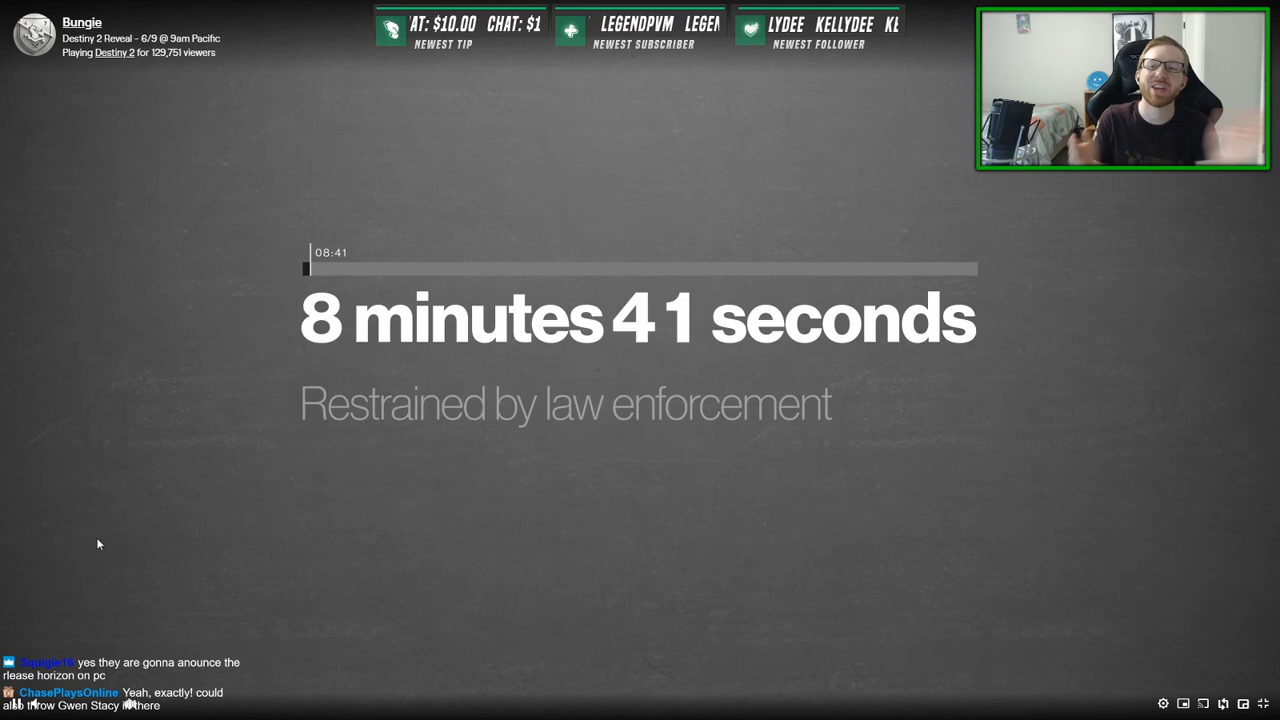 Bungie
Destiny 2 Reveal - 6/9 @ 9am Pacific
Playing Destiny 2 for 129,751 viewers
AT: $10.00 CHAT: $1
NEWEST TIP
LEGENDPVM LEGEN
NEWEST SUBSCRIBER
LYDEE KELLYDEE KE
NEWEST FOLLOWER
08:41
8 minutes 41 seconds
Restrained by law enforcement
Squigie16 yes they are gonna anounce the
rlease horizon on pc
ChasePlaysOnline Yeah, exactly! could
also throw Gwen Stacy in there